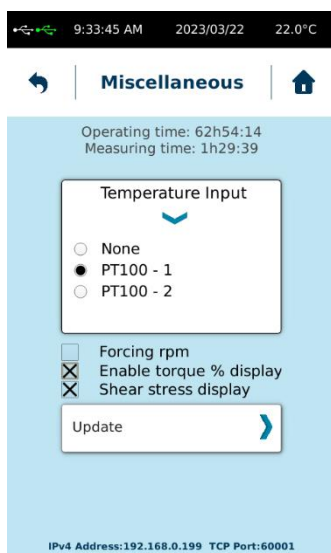 9:33:45 AM 2023/03/22 22.0°C
Miscellaneous
Operating time: 62h54:14
Measuring time: 1h29:39
Temperature Input
None
PT100 - 1
PT100 - 2
Forcing rpm
Enable torque % display
Shear stress display
Update
IPv4 Address:192.168.0.199 TCP Port:60001